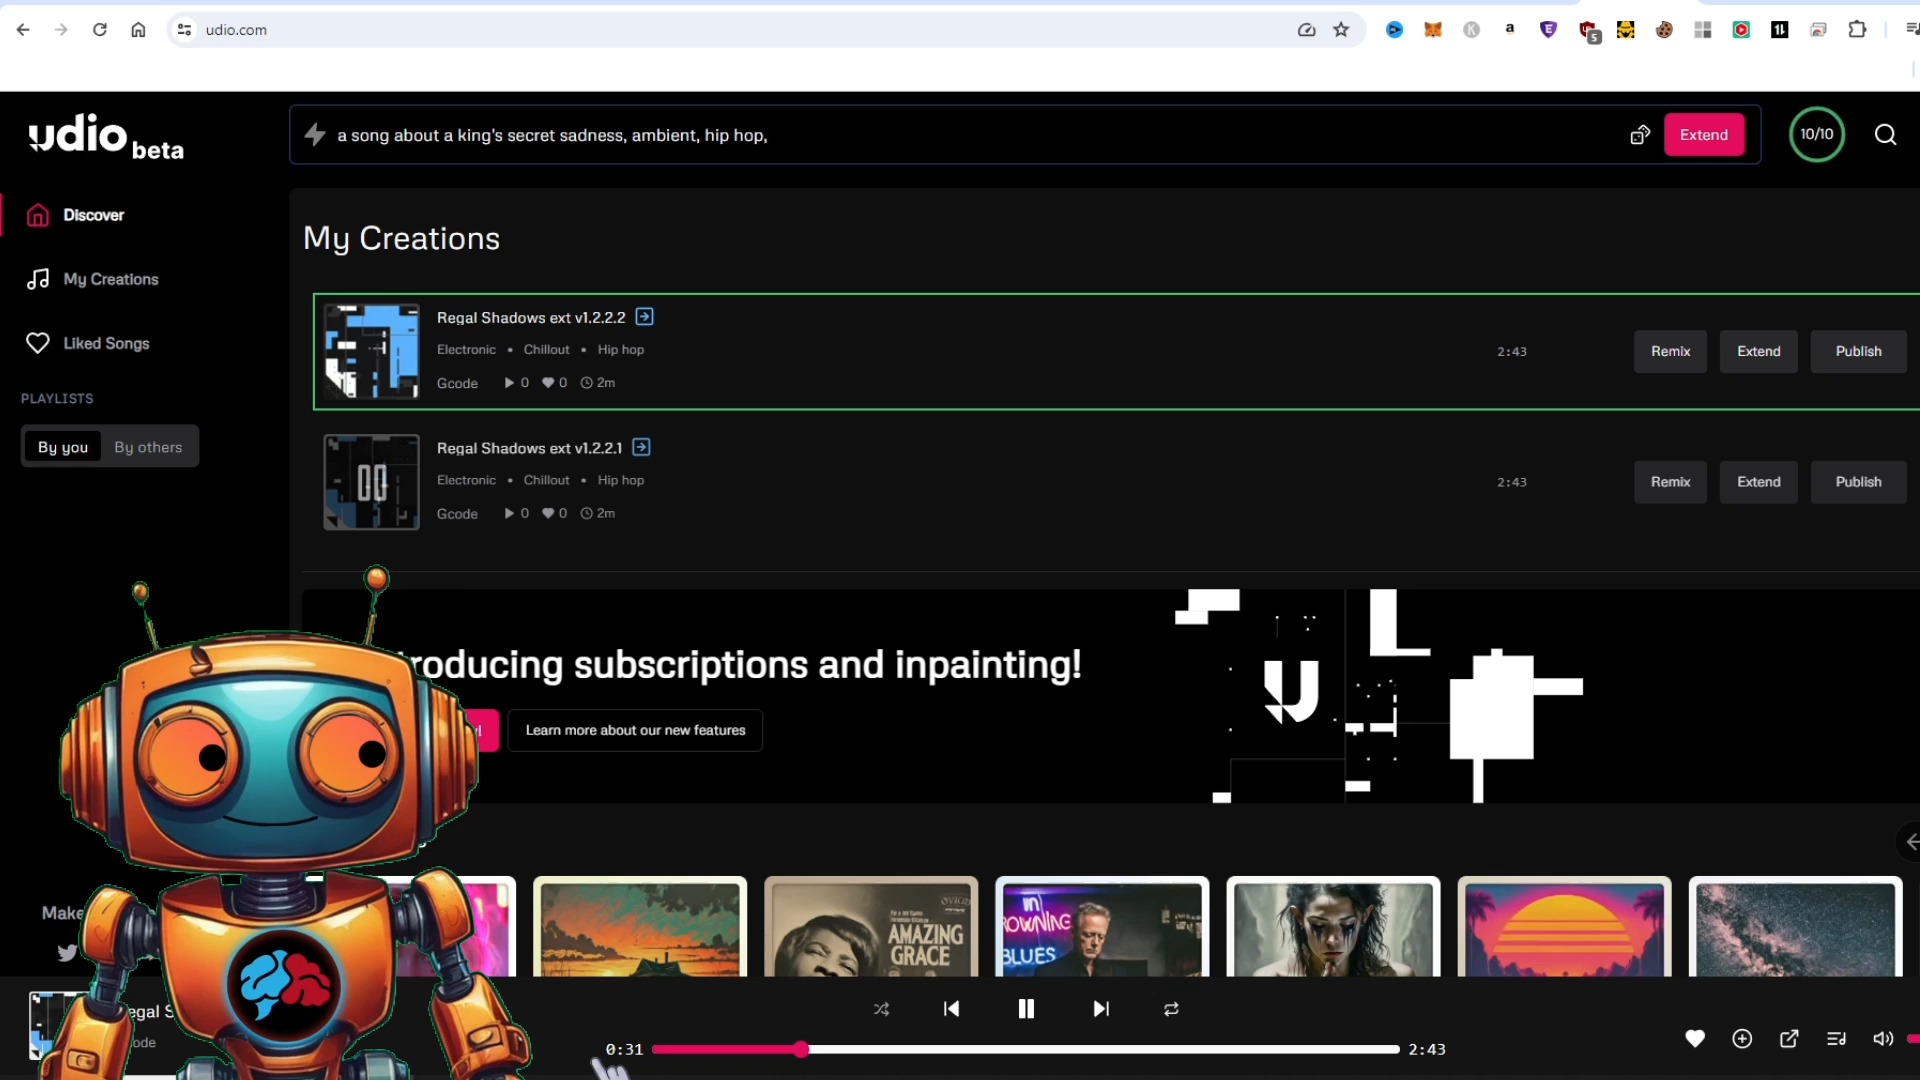 udio.com
5
udio beta
a song about a king's secret sadness, ambient, hip hop,
Extend
10/10
Discover
My Creations
Liked Songs
PLAYLISTS
By you
By others
My Creations
Regal Shadows ext v1.2.2.2
Electronic • Chillout • Hip hop
Gcode 0 0 2m
2:43
Remix
Extend
Publish
Regal Shadows ext v1.2.2.1
Electronic • Chillout • Hip hop
Gcode 0 0 2m
2:43
Remix
Extend
Publish
roducing subscriptions and inpainting!
Learn more about our new features
AMAZING
GRACE
BLUES
Make
egal S
ode
0:31
2:43